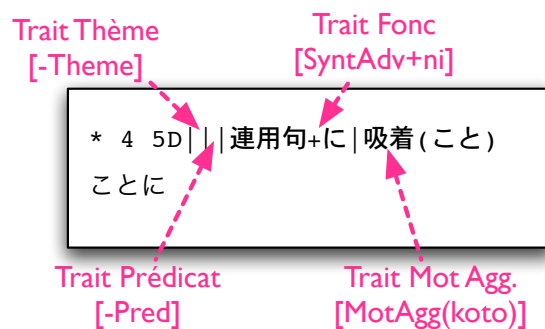 Trait Thème
[-Theme]
Trait Fonc
[SyntAdv+ni]
* 4 5D|||連用句+に|吸着(こと)
ことに
Trait Prédicat
[-Pred]
Trait Mot Agg.
[MotAgg(koto)]